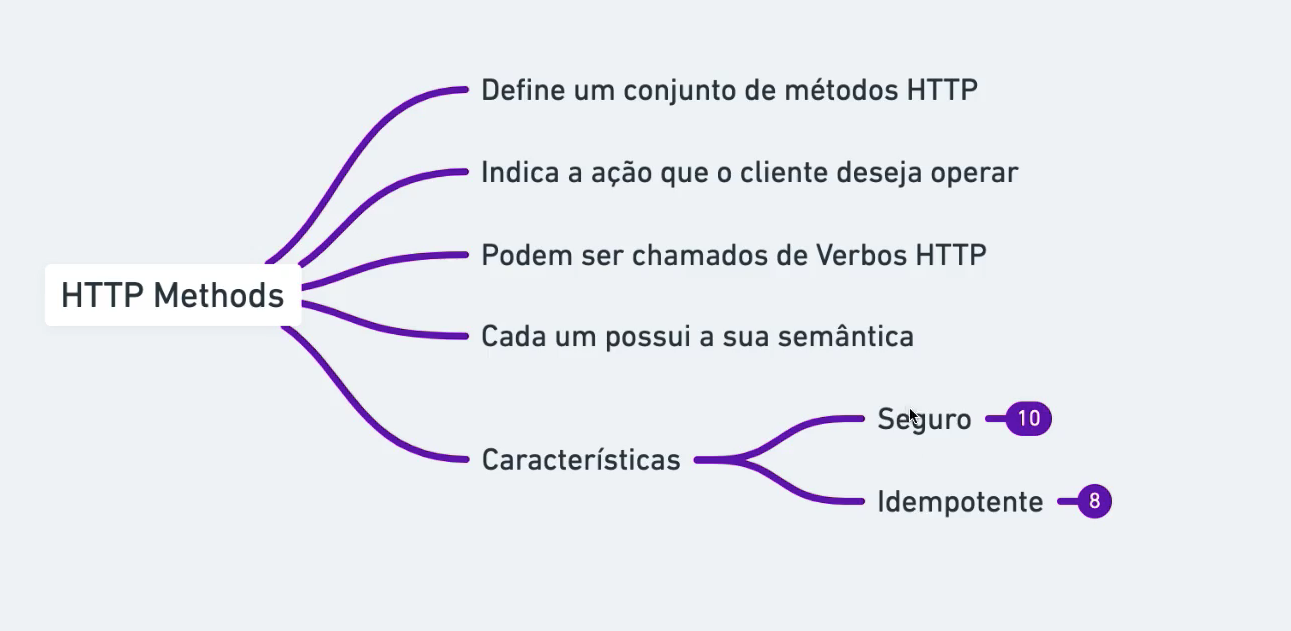 HTTP Methods
Define um conjunto de métodos HTTP
Indica a ação que o cliente deseja operar
Podem ser chamados de Verbos HTTP
Cada um possui a sua semântica
Características
Seguro 10
Idempotente 8